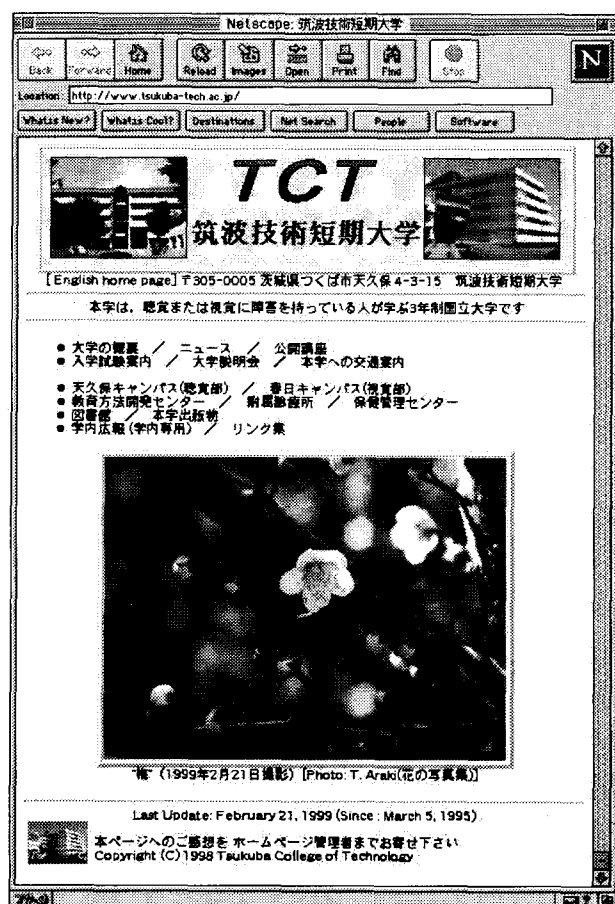 Netscape: 筑波技術短期大学
Back Forward Home Reload Images Open Print Find Stop
N
Location: http://www.tsukuba-tech.ac.jp/
What's New? What's Cool? Destinations Net Search People Software
TCT
筑波技術短期大学
[English home page] 〒305-0005 茨城県つくば市天久保4-3-15 筑波技術短期大学
本学は，聴覚または視覚に障害を持っている人が学ぶ3年制国立大学です
● 大学の概要 ／ ニュース ／ 公開講座
● 入学試験案内 ／ 大学説明会 ／ 本学への交通案内
● 天久保キャンパス(聴覚部) ／ 春日キャンパス(視覚部)
● 教育方法開発センター ／ 附属診療所 ／ 保健管理センター
● 図書館 ／ 本学出版物
● 学内広報(学内専用) ／ リンク集
"梅" (1999年2月21日撮影) [Photo: T. Araki(花の写真集)]
Last Update: February 21, 1999 (Since : March 5, 1995)
本ページへのご感想を ホームページ管理者までお寄せ下さい
Copyright (C)1998 Tsukuba College of Technology